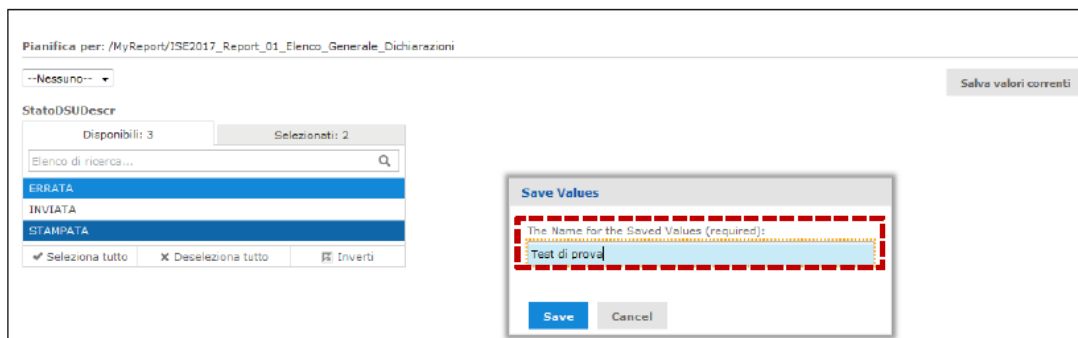 Pianifica per: /MyReport/ISE2017_Report_01_Elenco_Generale_Dichiarazioni
--Nessuno--
Salva valori correnti
StatoDSUDescr
Disponibili: 3 Selezionati: 2
Elenco di ricerca...
ERRATA
INVIATA
STAMPATA
Seleziona tutto Deseleziona tutto Inverti
Save Values
The Name for the Saved Values (required):
Test di prova
Save Cancel